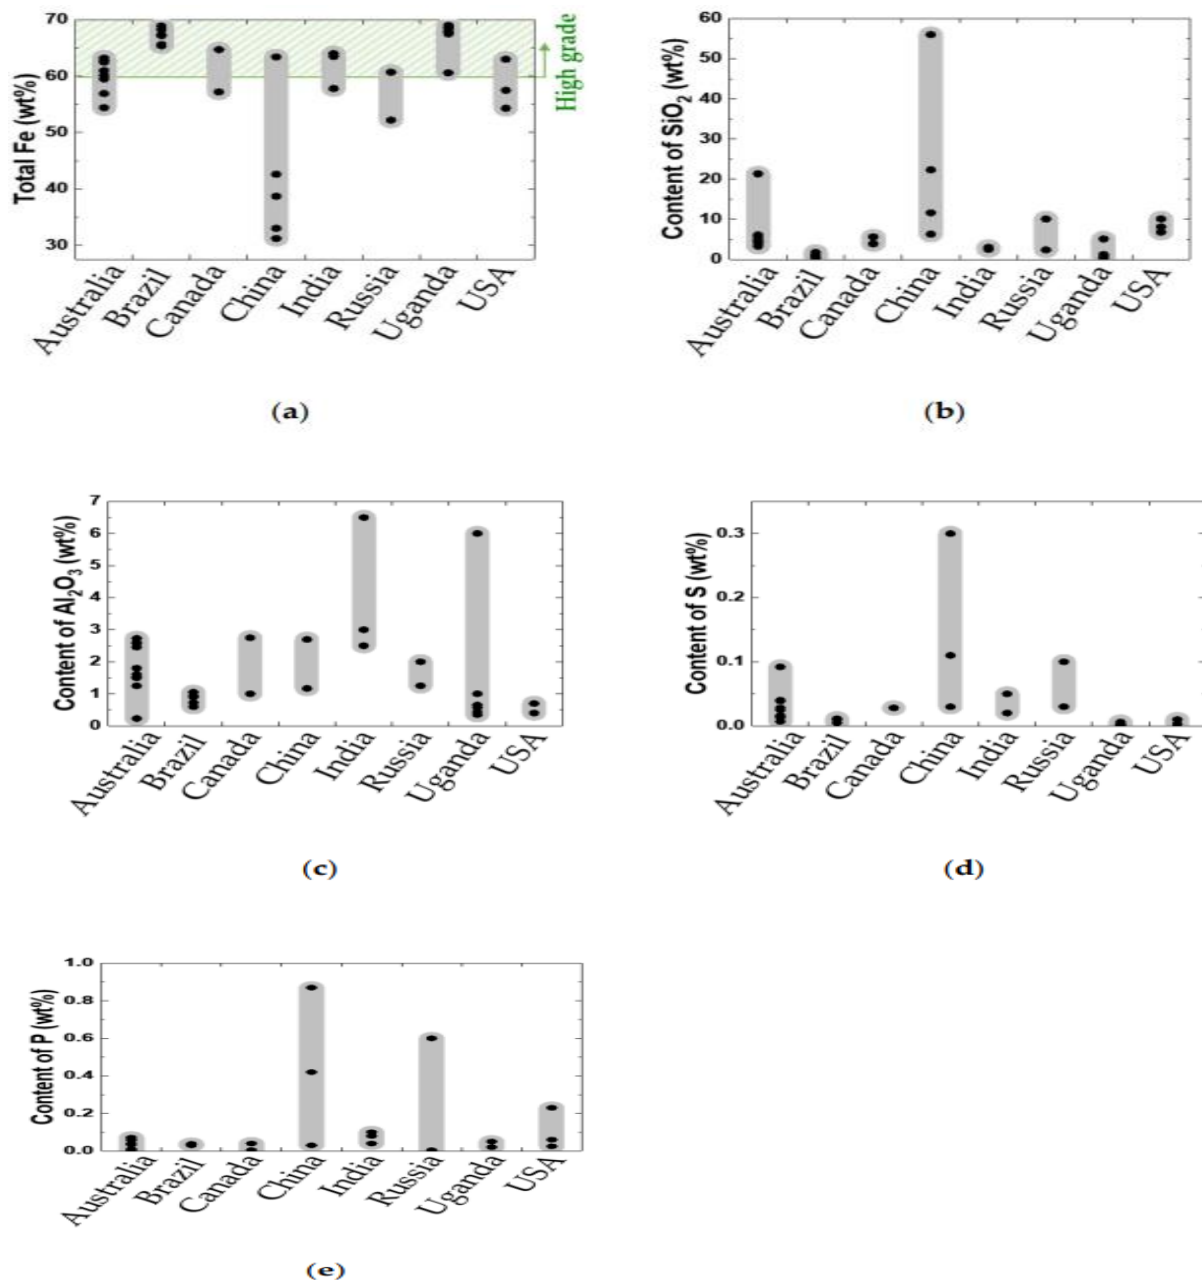 Total Fe (wt%)
70
60
50
40
30
High grade
Australia
Brazil
Canada
China
India
Russia
Uganda
USA
(a)
Content of SiO₂ (wt%)
60
50
40
30
20
10
0
Australia
Brazil
Canada
China
India
Russia
Uganda
USA
(b)
Content of Al₂O₃ (wt%)
7
6
5
4
3
2
1
0
Australia
Brazil
Canada
China
India
Russia
Uganda
USA
(c)
Content of S (wt%)
0.3
0.2
0.1
0.0
Australia
Brazil
Canada
China
India
Russia
Uganda
USA
(d)
Content of P (wt%)
1.0
0.8
0.6
0.4
0.2
0.0
Australia
Brazil
Canada
China
India
Russia
Uganda
USA
(e)